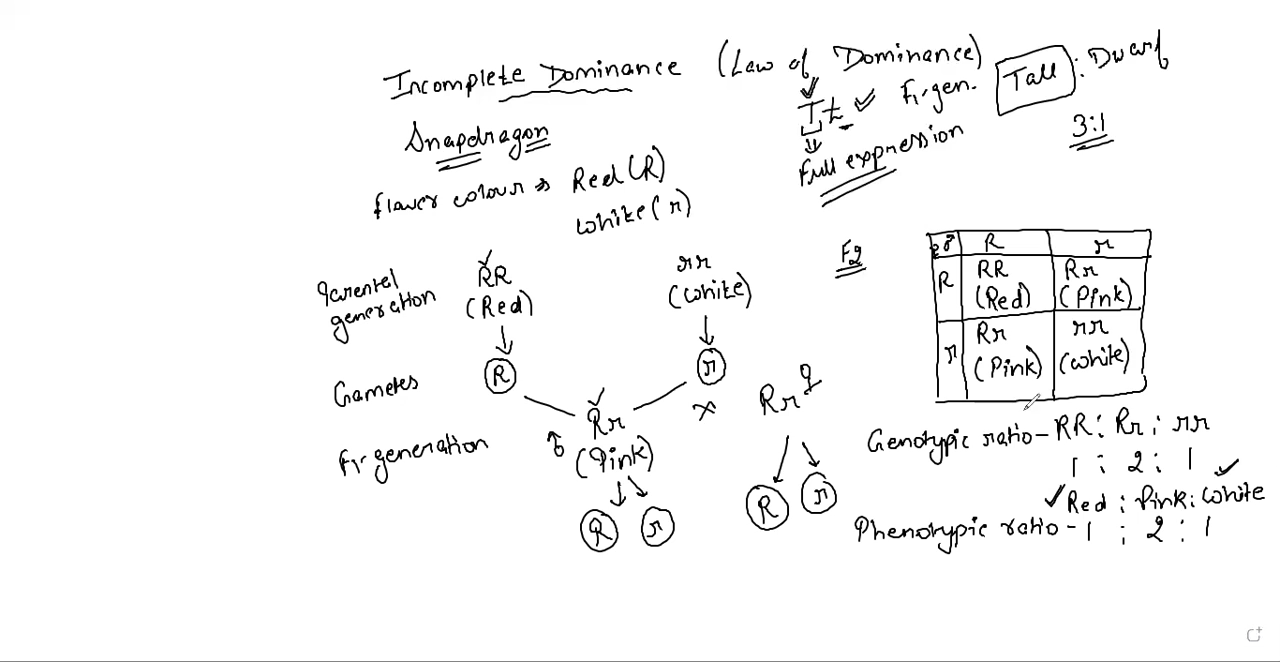 Incomplete Dominance (Law of Dominance)
Tt F1-gen. Tall : Dwarf
3:1
Full expression
Snapdragon
flower colour → Red (R)
White (r)
Parental generation
RR
(Red)
rr
(White)
Gametes
R
r
F1-generation
♂ Rr
(Pink)
×
Rr ♀
R r
R r
F2
♀♂ R r
R RR (Red) Rr (Pink)
r Rr (Pink) rr (White)
Genotypic ratio - RR : Rr : rr
1 : 2 : 1
Red : Pink : White
Phenotypic ratio - 1 : 2 : 1